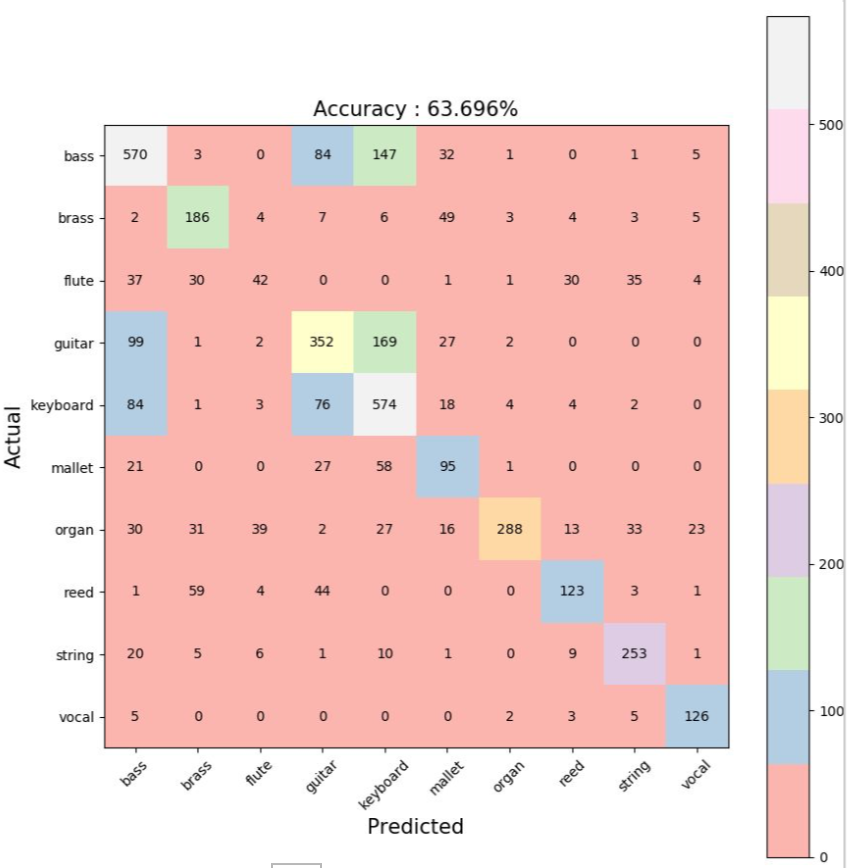 Accuracy : 63.696%
bass 570 3 0 84 147 32 1 0 1 5
brass 2 186 4 7 6 49 3 4 3 5
flute 37 30 42 0 0 1 1 30 35 4
guitar 99 1 2 352 169 27 2 0 0 0
keyboard 84 1 3 76 574 18 4 4 2 0
mallet 21 0 0 27 58 95 1 0 0 0
organ 30 31 39 2 27 16 288 13 33 23
reed 1 59 4 44 0 0 0 123 3 1
string 20 5 6 1 10 1 0 9 253 1
vocal 5 0 0 0 0 0 2 3 5 126
Actual
bass brass flute guitar keyboard mallet organ reed string vocal
Predicted
500
400
300
200
100
0